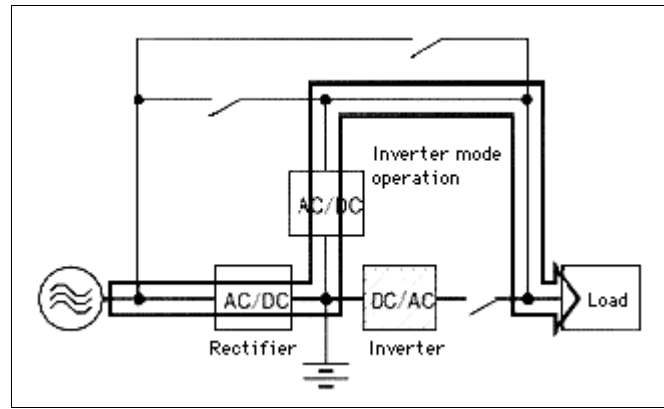 Inverter mode
operation
AC/DC
AC/DC
DC/AC
Load
Rectifier
Inverter